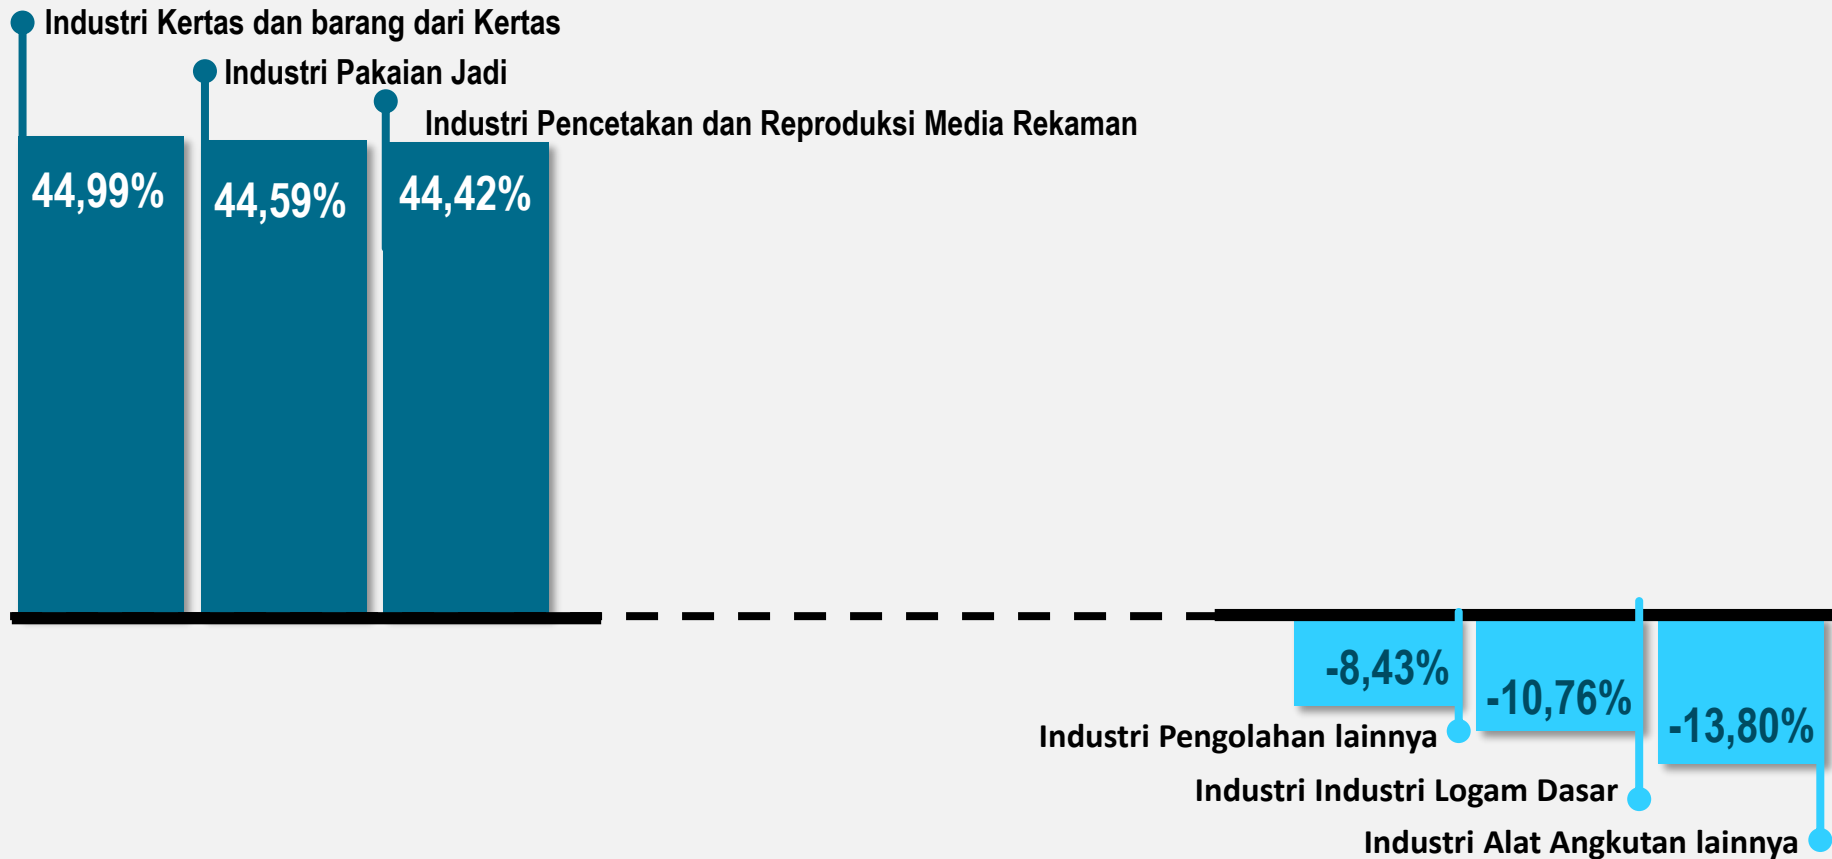 Industri Kertas dan barang dari Kertas
Industri Pakaian Jadi
Industri Pencetakan dan Reproduksi Media Rekaman
44,99%
44,59%
44,42%
-8,43%
-10,76%
-13,80%
Industri Pengolahan lainnya
Industri Industri Logam Dasar
Industri Alat Angkutan lainnya